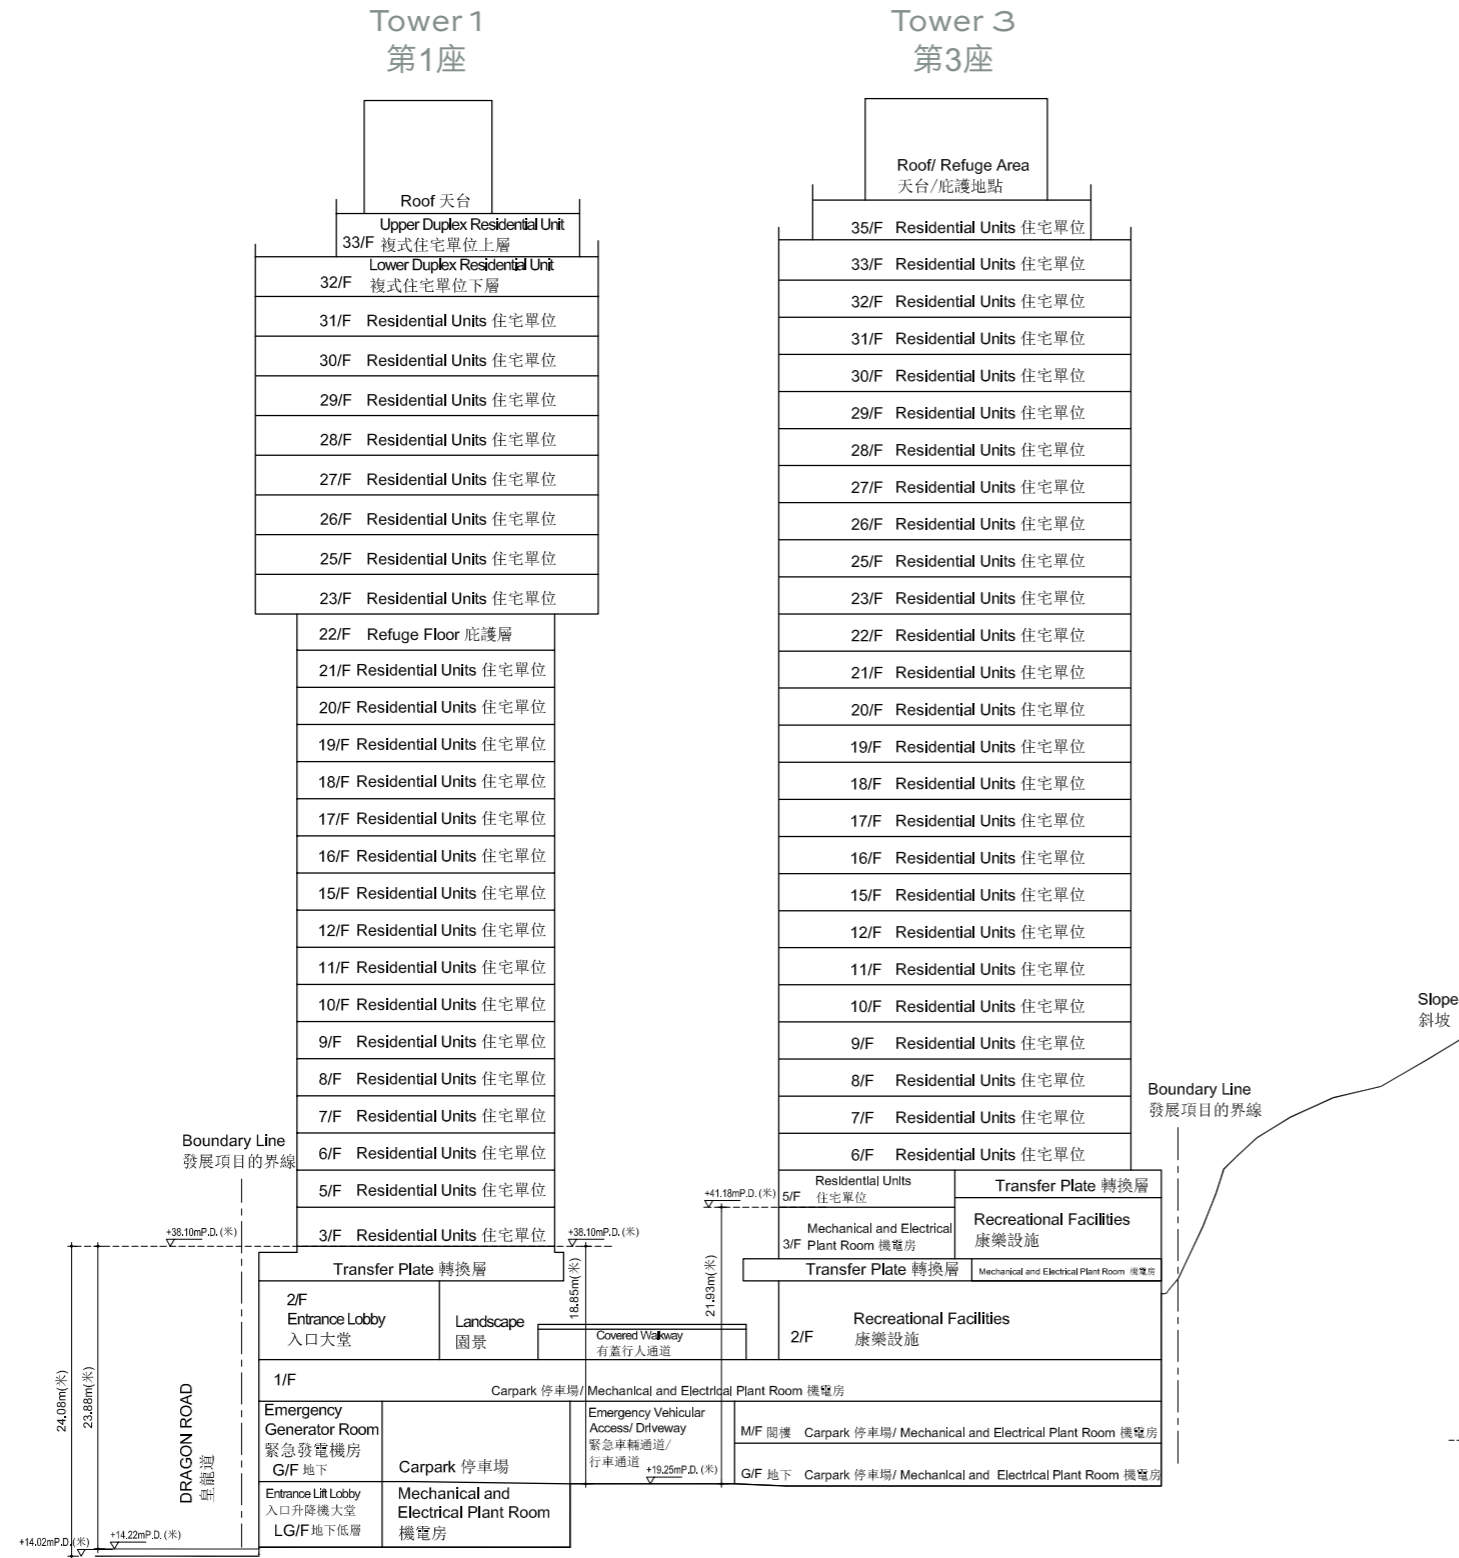 Tower 1
第1座
Roof 天台
Upper Duplex Residential Unit
33/F 複式住宅單位上層
Lower Duplex Residential Unit
32/F 複式住宅單位下層
31/F Residential Units 住宅單位
30/F Residential Units 住宅單位
29/F Residential Units 住宅單位
28/F Residential Units 住宅單位
27/F Residential Units 住宅單位
26/F Residential Units 住宅單位
25/F Residential Units 住宅單位
23/F Residential Units 住宅單位
22/F Refuge Floor 庇護層
21/F Residential Units 住宅單位
20/F Residential Units 住宅單位
19/F Residential Units 住宅單位
18/F Residential Units 住宅單位
17/F Residential Units 住宅單位
16/F Residential Units 住宅單位
15/F Residential Units 住宅單位
12/F Residential Units 住宅單位
11/F Residential Units 住宅單位
10/F Residential Units 住宅單位
9/F Residential Units 住宅單位
8/F Residential Units 住宅單位
7/F Residential Units 住宅單位
6/F Residential Units 住宅單位
5/F Residential Units 住宅單位
3/F Residential Units 住宅單位
Transfer Plate 轉換層
Boundary Line
發展項目的界線
+38.10mP.D.(米)
+38.10mP.D.(米)
2/F
Entrance Lobby
入口大堂
Landscape
園景
Covered Walkway
有蓋行人通道
18.85m(米)
21.93m(米)
24.08m(米)
23.88m(米)
DRAGON ROAD
皇龍道
1/F
Carpark 停車場/ Mechanical and Electrical Plant Room 機電房
Emergency
Generator Room
緊急發電機房
G/F 地下
Carpark 停車場
Emergency Vehicular
Access/ Driveway
緊急車輛通道/
行車通道
+19.25mP.D.(米)
Entrance Lift Lobby
入口升降機大堂
LG/F 地下低層
Mechanical and
Electrical Plant Room
機電房
+14.02mP.D.(米)
+14.22mP.D.(米)
Tower 3
第3座
Roof/ Refuge Area
天台/庇護地點
35/F Residential Units 住宅單位
33/F Residential Units 住宅單位
32/F Residential Units 住宅單位
31/F Residential Units 住宅單位
30/F Residential Units 住宅單位
29/F Residential Units 住宅單位
28/F Residential Units 住宅單位
27/F Residential Units 住宅單位
26/F Residential Units 住宅單位
25/F Residential Units 住宅單位
23/F Residential Units 住宅單位
22/F Residential Units 住宅單位
21/F Residential Units 住宅單位
20/F Residential Units 住宅單位
19/F Residential Units 住宅單位
18/F Residential Units 住宅單位
17/F Residential Units 住宅單位
16/F Residential Units 住宅單位
15/F Residential Units 住宅單位
12/F Residential Units 住宅單位
11/F Residential Units 住宅單位
10/F Residential Units 住宅單位
9/F Residential Units 住宅單位
8/F Residential Units 住宅單位
7/F Residential Units 住宅單位
6/F Residential Units 住宅單位
+41.18mP.D.(米)
Residential Units
5/F 住宅單位
Transfer Plate 轉換層
Mechanical and Electrical
3/F Plant Room 機電房
Recreational Facilities
康樂設施
Transfer Plate 轉換層
Mechanical and Electrical Plant Room 機電房
Recreational Facilities
2/F 康樂設施
M/F 閣樓 Carpark 停車場/ Mechanical and Electrical Plant Room 機電房
G/F 地下 Carpark 停車場/ Mechanical and Electrical Plant Room 機電房
Boundary Line
發展項目的界線
Slope
斜坡